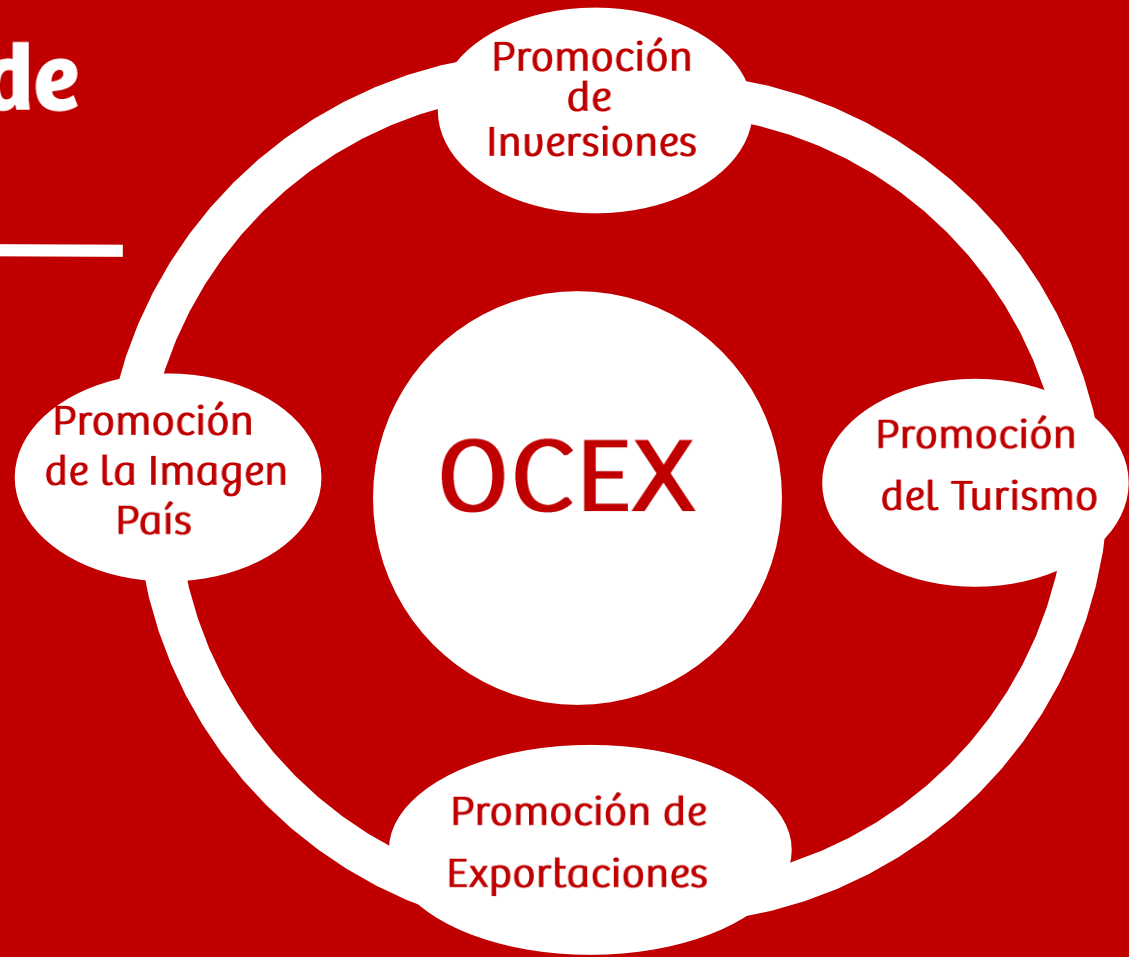 de
Promoción
de
Inversiones
Promoción
de la Imagen
País
OCEX
Promoción
del Turismo
Promoción de
Exportaciones